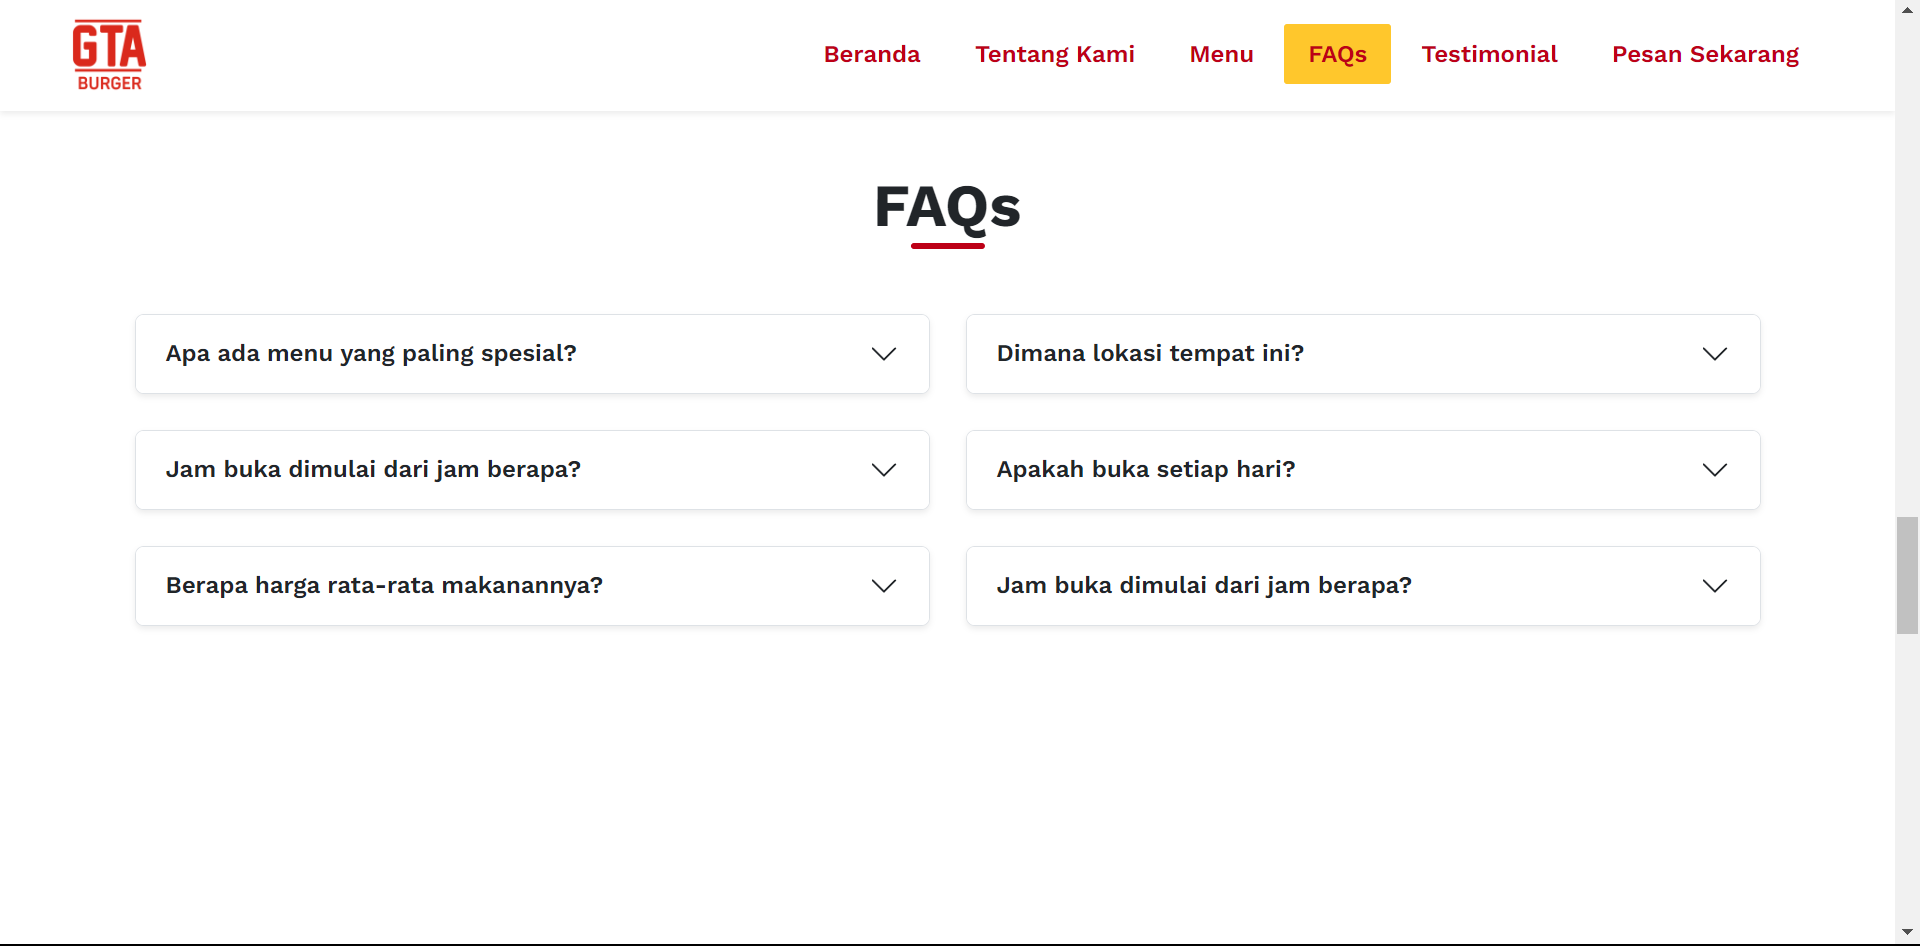 GTA
BURGER
Beranda
Tentang Kami
Menu
FAQs
Testimonial
Pesan Sekarang
FAQs
Apa ada menu yang paling spesial?
Dimana lokasi tempat ini?
Jam buka dimulai dari jam berapa?
Apakah buka setiap hari?
Berapa harga rata-rata makanannya?
Jam buka dimulai dari jam berapa?